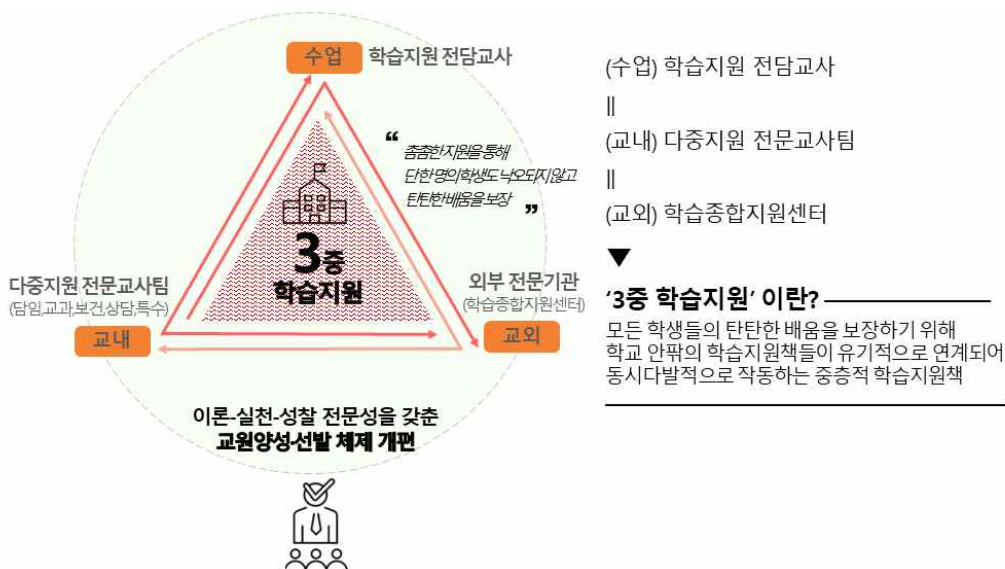 수업 학습지원 전담교사
“ 촘촘한 지원을 통해
단 한 명의 학생도 낙오되지 않고
탄탄한 배움을 보장 ”
3중
학습지원
다중지원 전문교사팀
(담임,교과,보건,상담,특수)
교내
외부 전문기관
(학습종합지원센터)
교외
이론-실천-성찰 전문성을 갖춘
교원양성·선발 체제 개편
(수업) 학습지원 전담교사
||
(교내) 다중지원 전문교사팀
||
(교외) 학습종합지원센터
▼
‘3중 학습지원’ 이란?
모든 학생들의 탄탄한 배움을 보장하기 위해
학교 안팎의 학습지원책들이 유기적으로 연계되어
동시다발적으로 작동하는 중층적 학습지원책